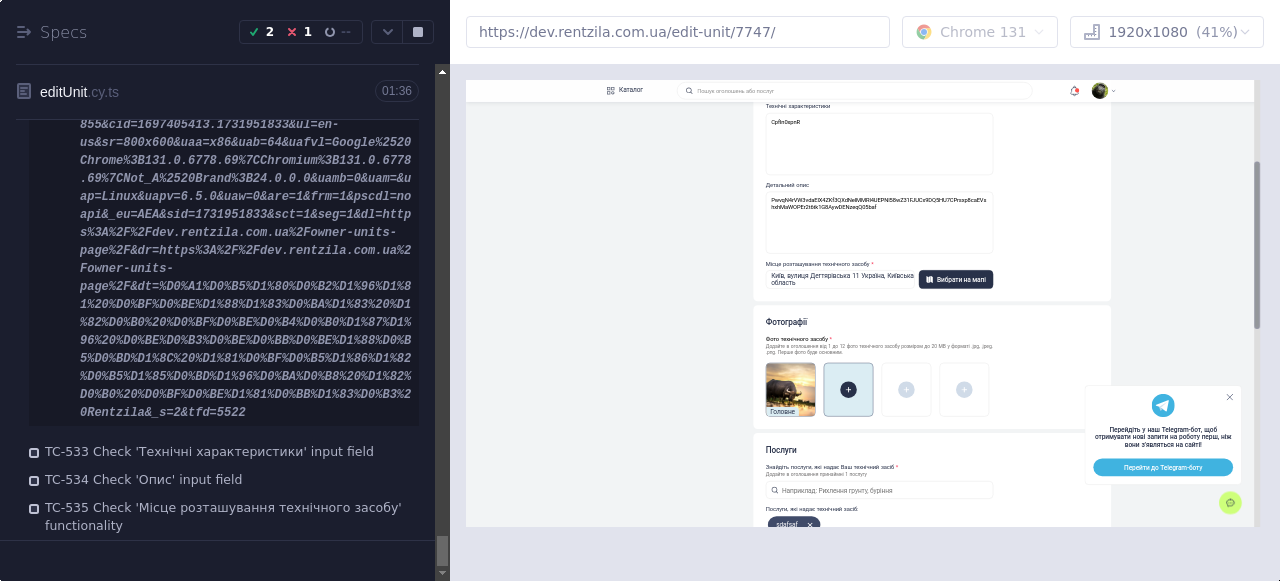 Specs
2
1
--
editUnit.cy.ts
01:36
855&cid=1697405413.1731951833&ul=en-
us&sr=800x600&uaa=x86&uab=64&uafvl=Google%2520
Chrome%3B131.0.6778.69%7CChromium%3B131.0.6778
.69%7CNot_A%2520Brand%3B24.0.0.0&uamb=0&uam=&u
ap=Linux&uapv=6.5.0&uaw=0&are=1&frm=1&pscdl=no
api&_eu=AEA&sid=1731951833&sct=1&seg=1&dl=http
s%3A%2F%2Fdev.rentzila.com.ua%2Fowner-units-
page%2F&dr=https%3A%2F%2Fdev.rentzila.com.ua%2
Fowner-units-
page%2F&dt=%D0%A1%D0%B5%D1%80%D0%B2%D1%96%D1%8
1%20%D0%BF%D0%BE%D1%88%D1%83%D0%BA%D1%83%20%D1
%82%D0%B0%20%D0%BF%D0%BE%D0%B4%D0%B0%D1%87%D1%
96%20%D0%BE%D0%B3%D0%BE%D0%BB%D0%BE%D1%88%D0%B
5%D0%BD%D1%8C%20%D1%81%D0%BF%D0%B5%D1%86%D1%82
%D0%B5%D1%85%D0%BD%D1%96%D0%BA%D0%B8%20%D1%82%
D0%B0%20%D0%BF%D0%BE%D1%81%D0%BB%D1%83%D0%B3%2
0Rentzila&_s=2&tfd=5522
TC-533 Check 'Технічні характеристики' input field
TC-534 Check 'Опис' input field
TC-535 Check 'Місце розташування технічного засобу' functionality
https://dev.rentzila.com.ua/edit-unit/7747/
Chrome 131
1920x1080 (41%)
Каталог
Пошук оголошень або послуг
Технічні характеристики
Детальний опис
Місце розташування технічного засобу *
Київ, вулиця Дегтярівська 11 Україна, Київська
область
Вибрати на мапі
Фотографії
Фото технічного засобу *
Додайте в оголошення від 1 до 12 фото технічного засобу розміром до 20 МВ у форматі .jpg, .jpeg,
.png. Перше фото буде основним.
Головне
Послуги
Знайдіть послуги, які надає Ваш технічний засіб *
Додайте в оголошення принаймні 1 послугу
Наприклад: Рихлення ґрунту, буріння
Послуги, які надає технічний засіб:
sdafsaf
Перейдіть у наш Telegram-бот, щоб
отримувати нові запити на роботу перш, ніж
вони з'являться на сайті!
Перейти до Telegram-боту